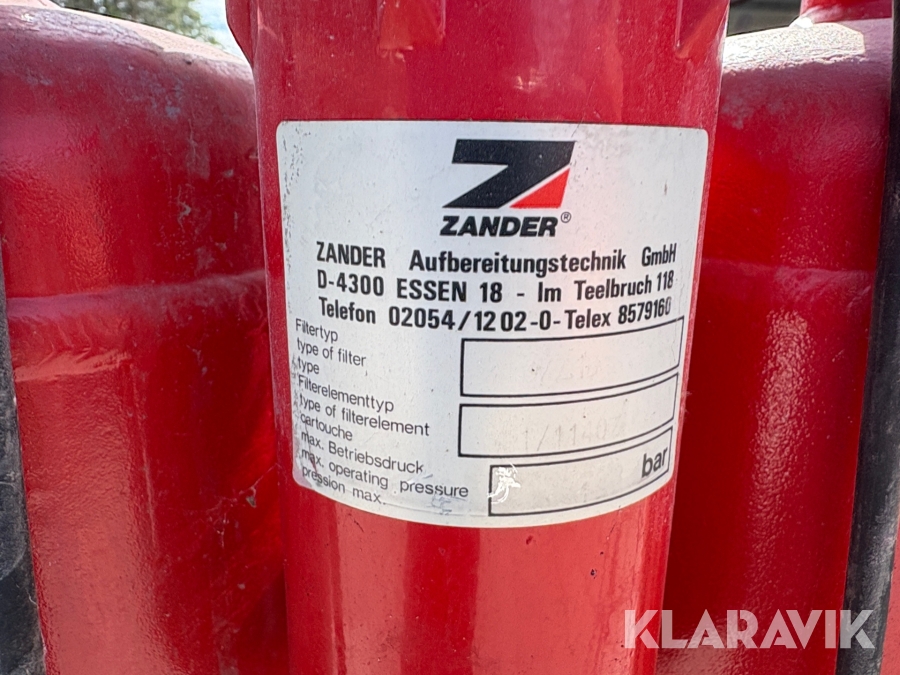 ZANDER®
ZANDER Aufbereitungstechnik GmbH
D-4300 ESSEN 18 - Im Teelbruch 118
Telefon 02054/12 02-0-Telex 8579160
Filtertyp
type of filter
type
Filterelementtyp
type of filterelement
cartouche
max. Betriebsdruck
max. operating pressure
pression max.
bar
KLARAVIK